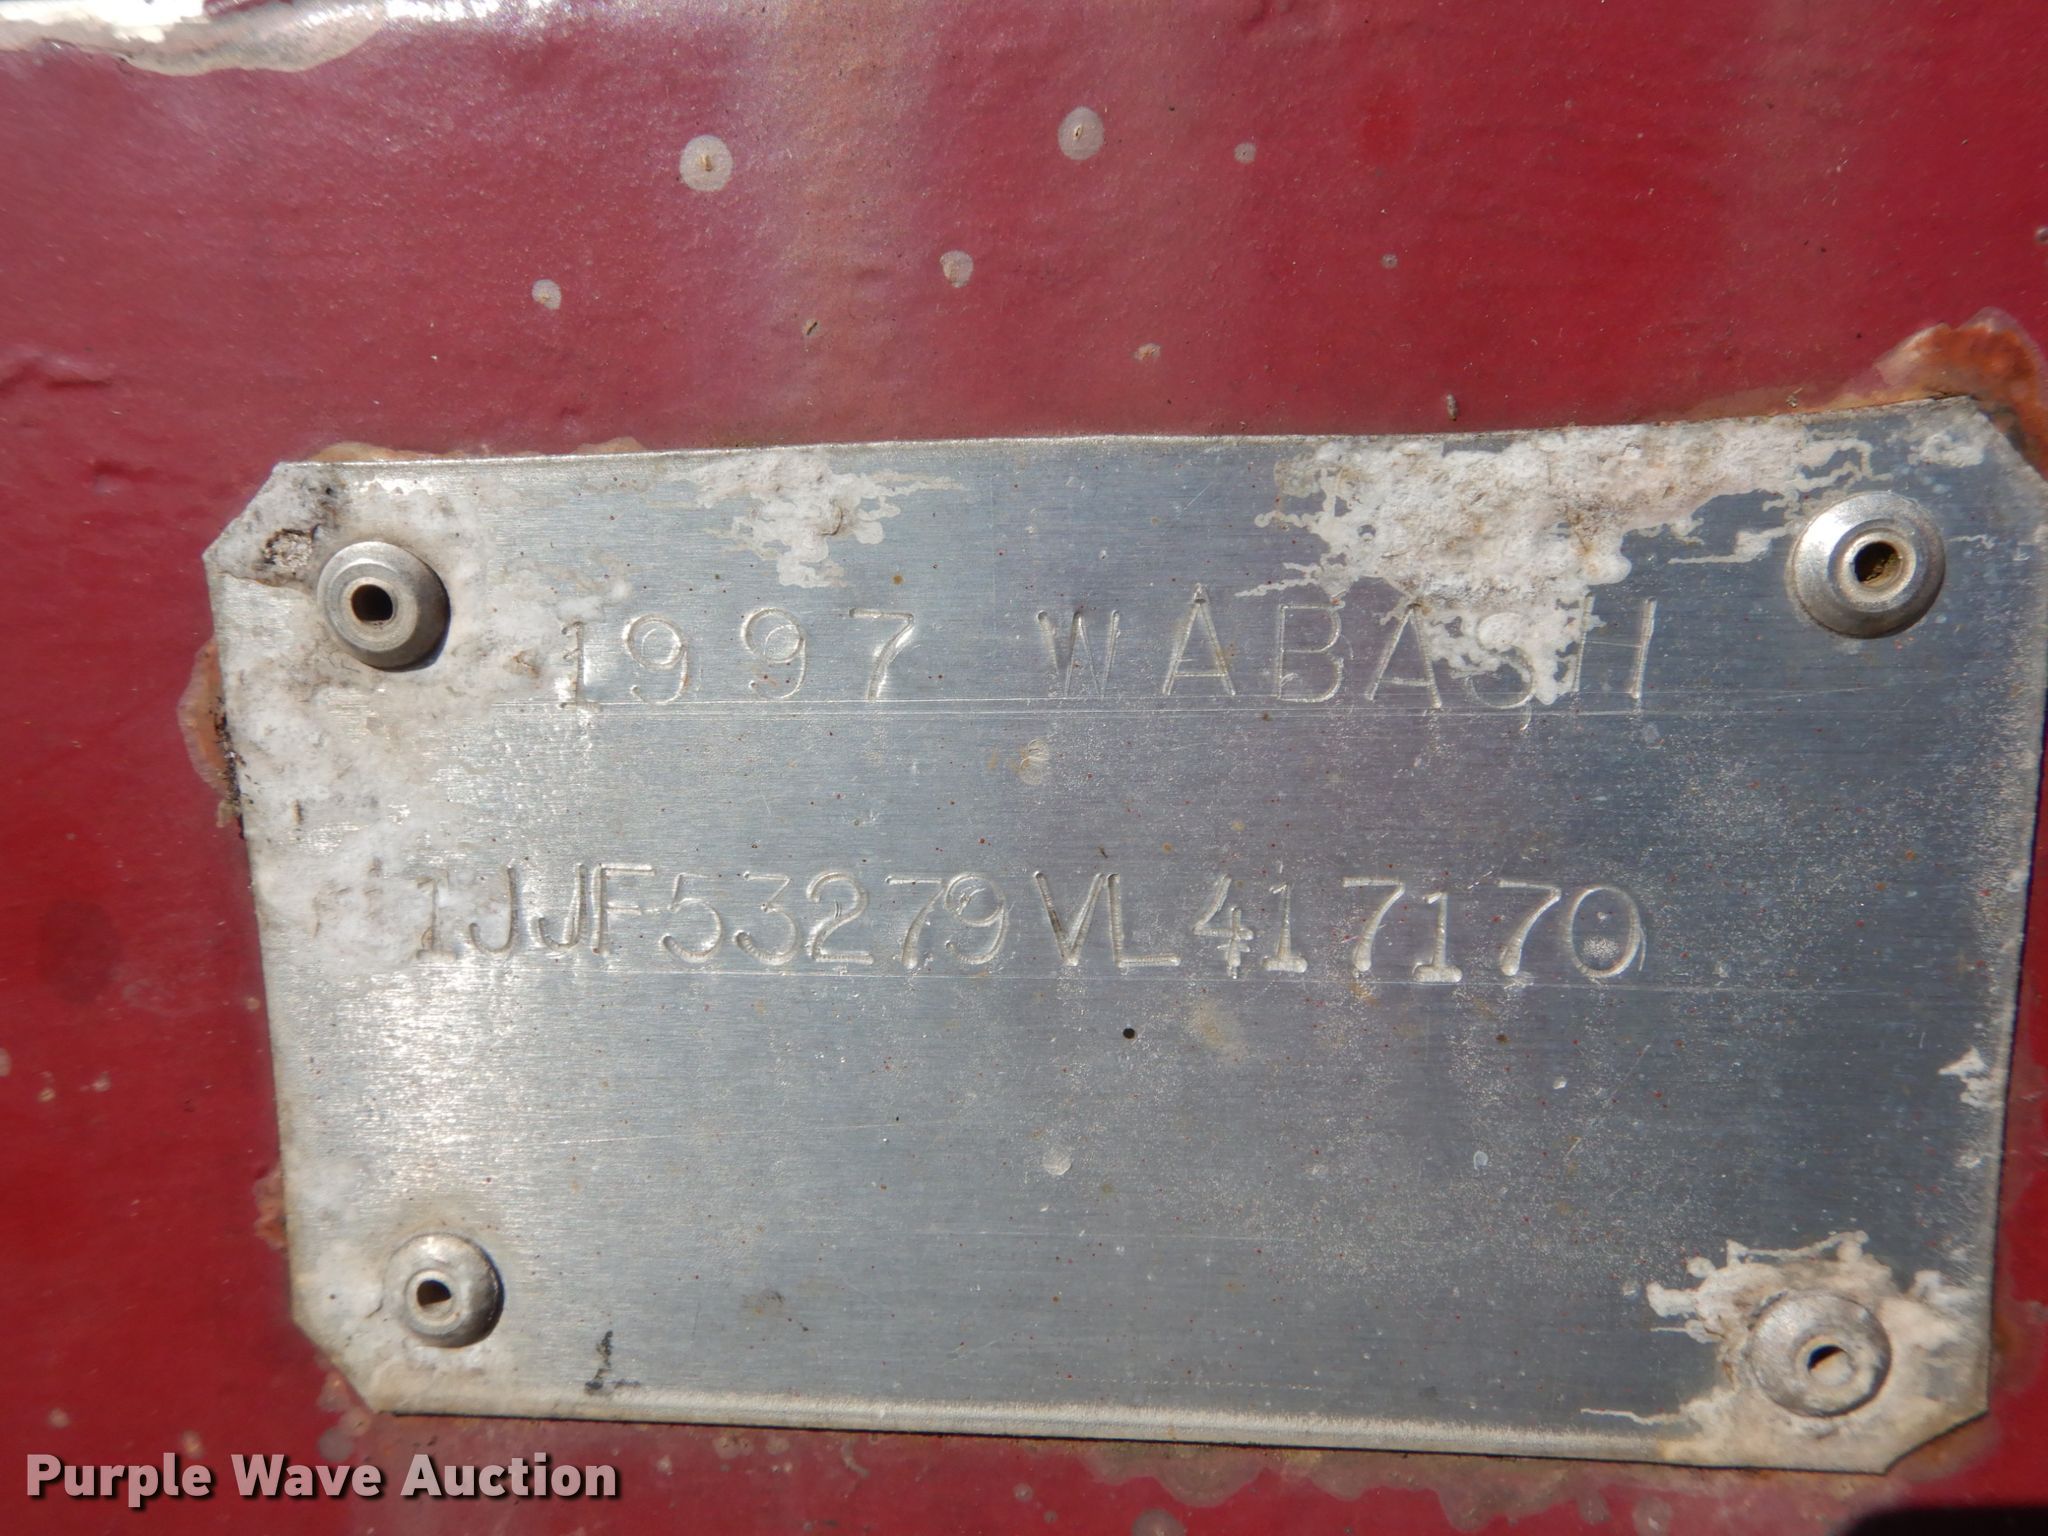 1997 WABASH
1JJF53279VL417170
Purple Wave Auction